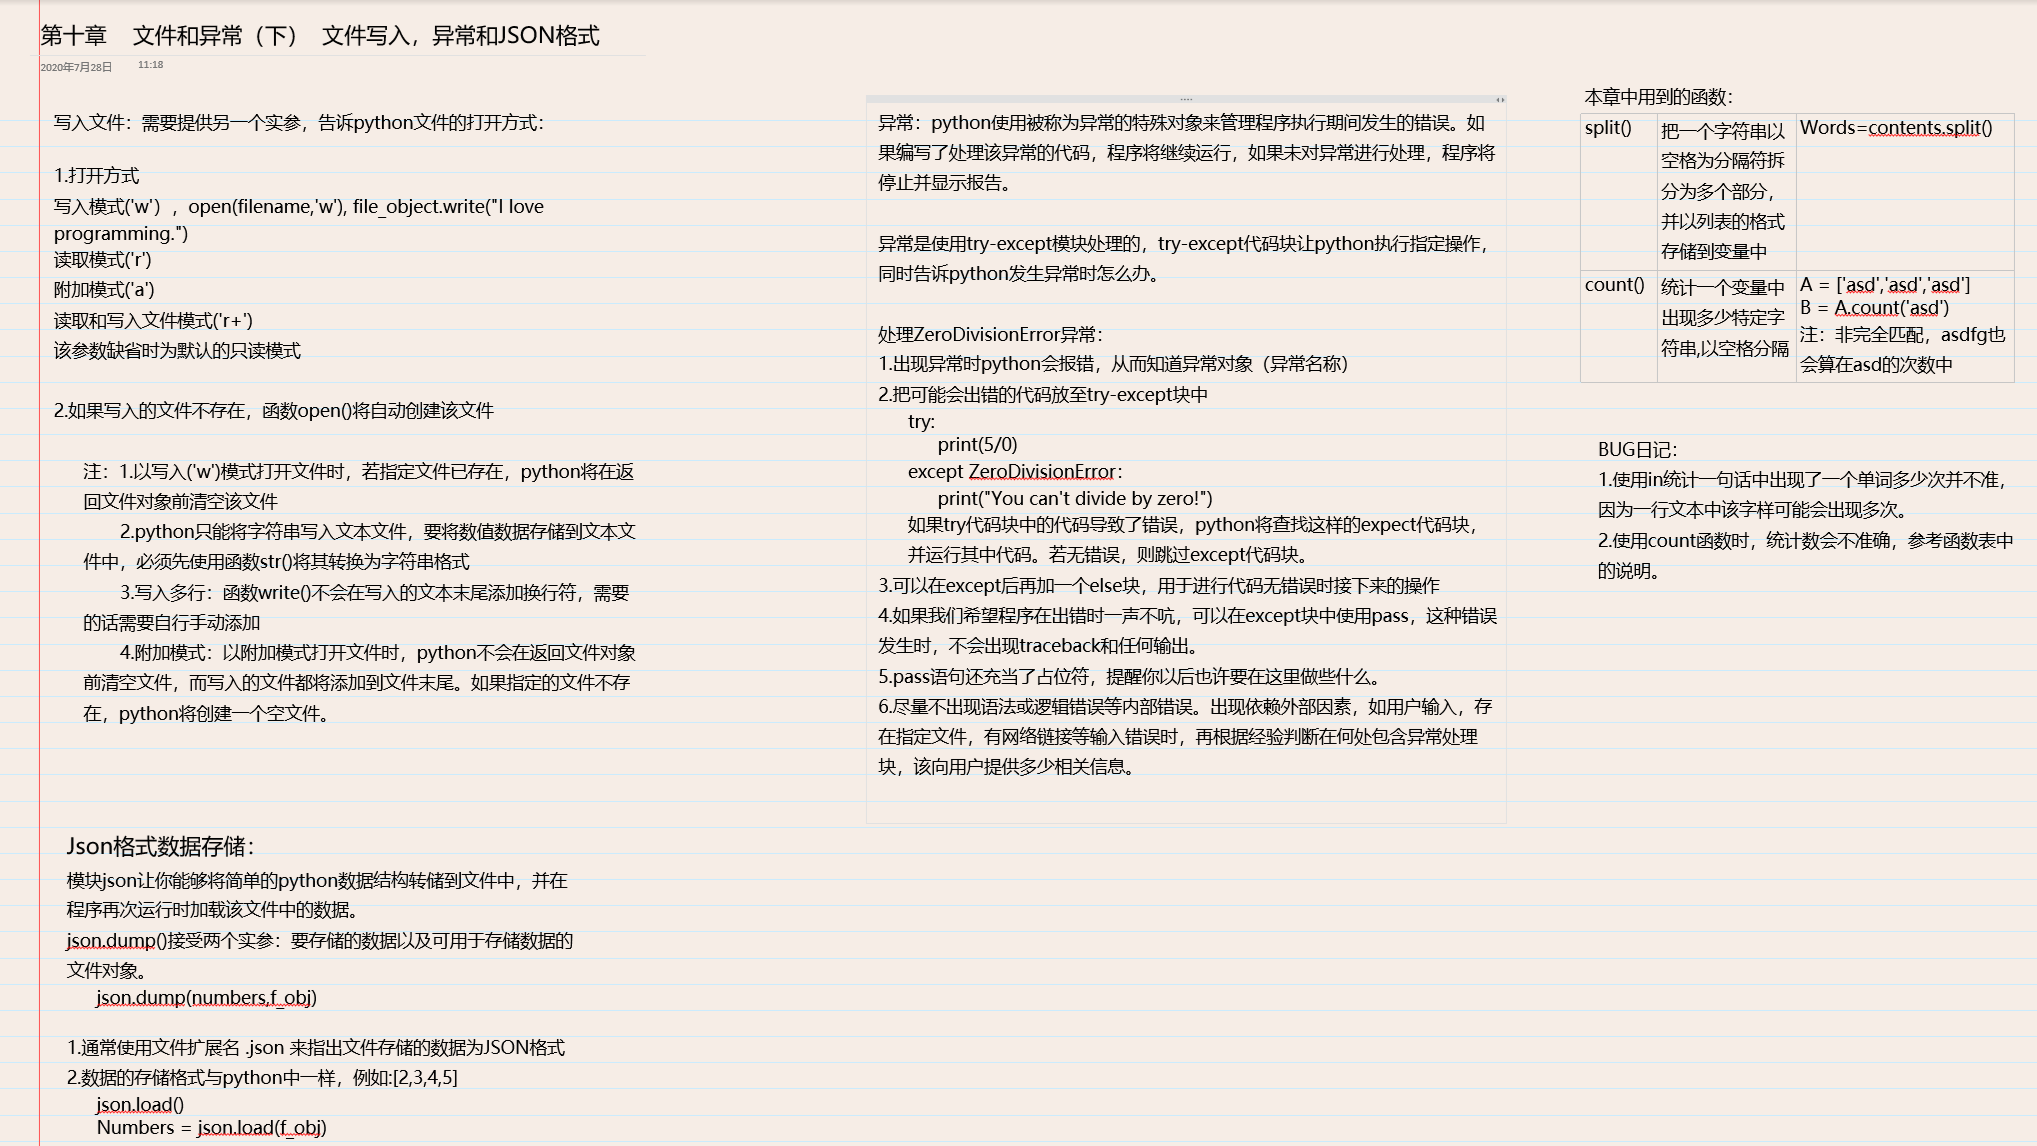 第十章 文件和异常（下） 文件写入，异常和JSON格式
2020年7月28日 11:18
写入文件：需要提供另一个实参，告诉python文件的打开方式：
1.打开方式
写入模式('w'），open(filename,'w'), file_object.write("I love
programming.")
读取模式('r')
附加模式('a')
读取和写入文件模式('r+')
该参数缺省时为默认的只读模式
2.如果写入的文件不存在，函数open()将自动创建该文件
注：1.以写入('w')模式打开文件时，若指定文件已存在，python将在返
回文件对象前清空该文件
2.python只能将字符串写入文本文件，要将数值数据存储到文本文
件中，必须先使用函数str()将其转换为字符串格式
3.写入多行：函数write()不会在写入的文本末尾添加换行符，需要
的话需要自行手动添加
4.附加模式：以附加模式打开文件时，python不会在返回文件对象
前清空文件，而写入的文件都将添加到文件末尾。如果指定的文件不存
在，python将创建一个空文件。
Json格式数据存储：
模块json让你能够将简单的python数据结构转储到文件中，并在
程序再次运行时加载该文件中的数据。
json.dump()接受两个实参：要存储的数据以及可用于存储数据的
文件对象。
json.dump(numbers,f_obj)
1.通常使用文件扩展名 .json 来指出文件存储的数据为JSON格式
2.数据的存储格式与python中一样，例如:[2,3,4,5]
json.load()
Numbers = json.load(f_obj)
异常：python使用被称为异常的特殊对象来管理程序执行期间发生的错误。如
果编写了处理该异常的代码，程序将继续运行，如果未对异常进行处理，程序将
停止并显示报告。
异常是使用try-except模块处理的，try-except代码块让python执行指定操作，
同时告诉python发生异常时怎么办。
处理ZeroDivisionError异常：
1.出现异常时python会报错，从而知道异常对象（异常名称）
2.把可能会出错的代码放至try-except块中
try:
print(5/0)
except ZeroDivisionError：
print("You can't divide by zero!")
如果try代码块中的代码导致了错误，python将查找这样的expect代码块，
并运行其中代码。若无错误，则跳过except代码块。
3.可以在except后再加一个else块，用于进行代码无错误时接下来的操作
4.如果我们希望程序在出错时一声不吭，可以在except块中使用pass，这种错误
发生时，不会出现traceback和任何输出。
5.pass语句还充当了占位符，提醒你以后也许要在这里做些什么。
6.尽量不出现语法或逻辑错误等内部错误。出现依赖外部因素，如用户输入，存
在指定文件，有网络链接等输入错误时，再根据经验判断在何处包含异常处理
块，该向用户提供多少相关信息。
本章中用到的函数：
split()
把一个字符串以
空格为分隔符拆
分为多个部分，
并以列表的格式
存储到变量中
Words=contents.split()
count()
统计一个变量中
出现多少特定字
符串,以空格分隔
A = ['asd','asd','asd']
B = A.count('asd')
注：非完全匹配，asdfg也
会算在asd的次数中
BUG日记：
1.使用in统计一句话中出现了一个单词多少次并不准，
因为一行文本中该字样可能会出现多次。
2.使用count函数时，统计数会不准确，参考函数表中
的说明。